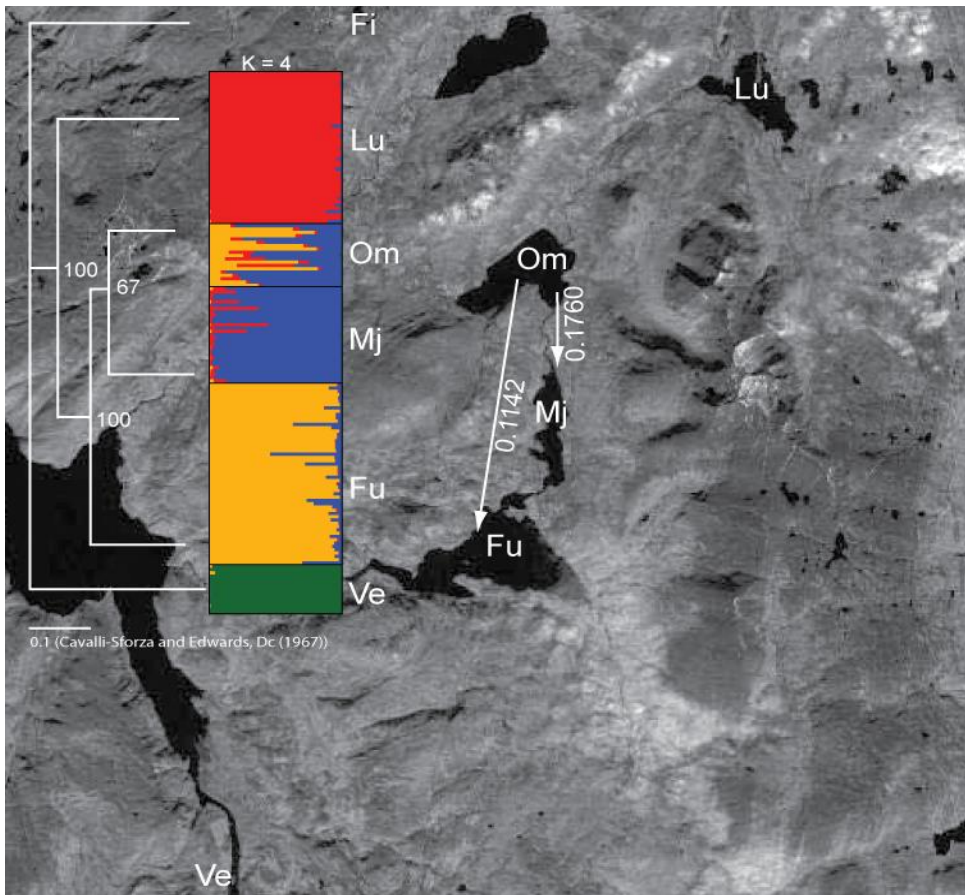 Fi
K = 4
Lu
Lu
Om
Om
100
67
0.1760
Mj
Mj
0.1142
100
Fu
Fu
Ve
0.1 (Cavalli-Sforza and Edwards, Dc (1967))
Ve